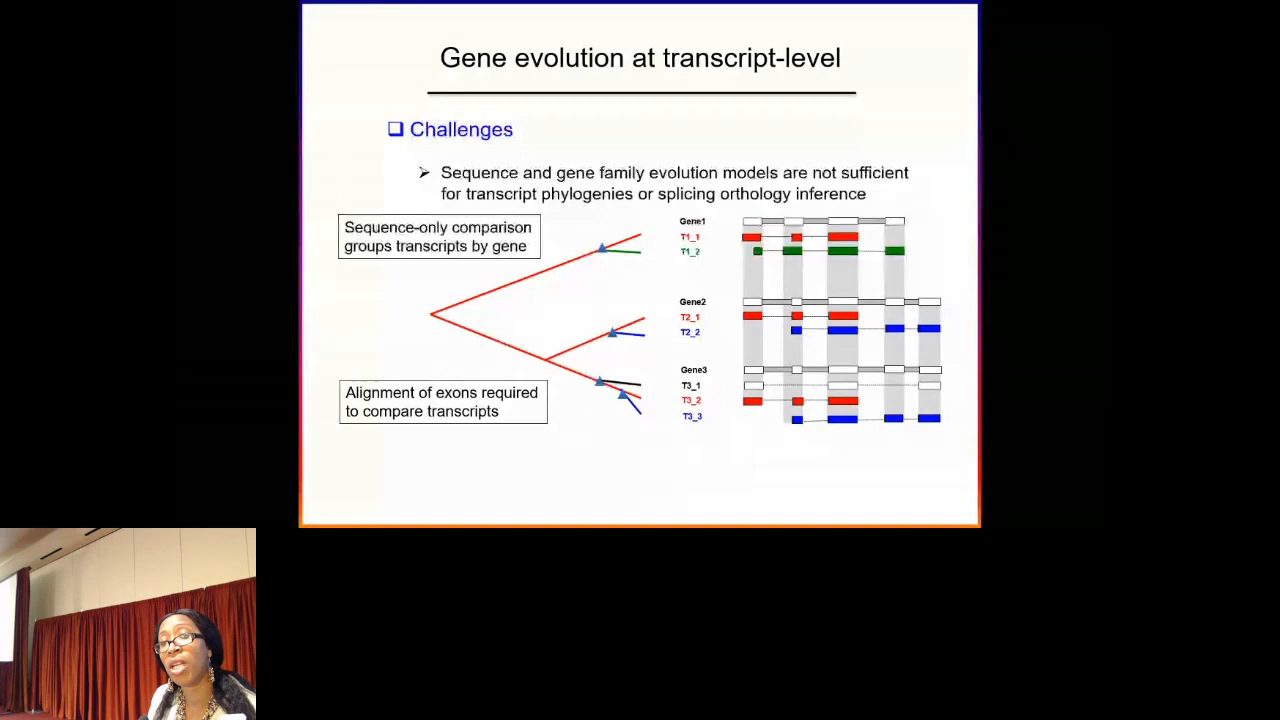 Gene evolution at transcript-level
Challenges
Sequence and gene family evolution models are not sufficient
for transcript phylogenies or splicing orthology inference
Sequence-only comparison
groups transcripts by gene
Gene1
T1_1
T1_2
Gene2
T2_1
T2_2
Alignment of exons required
to compare transcripts
Gene3
T3_1
T3_2
T3_3